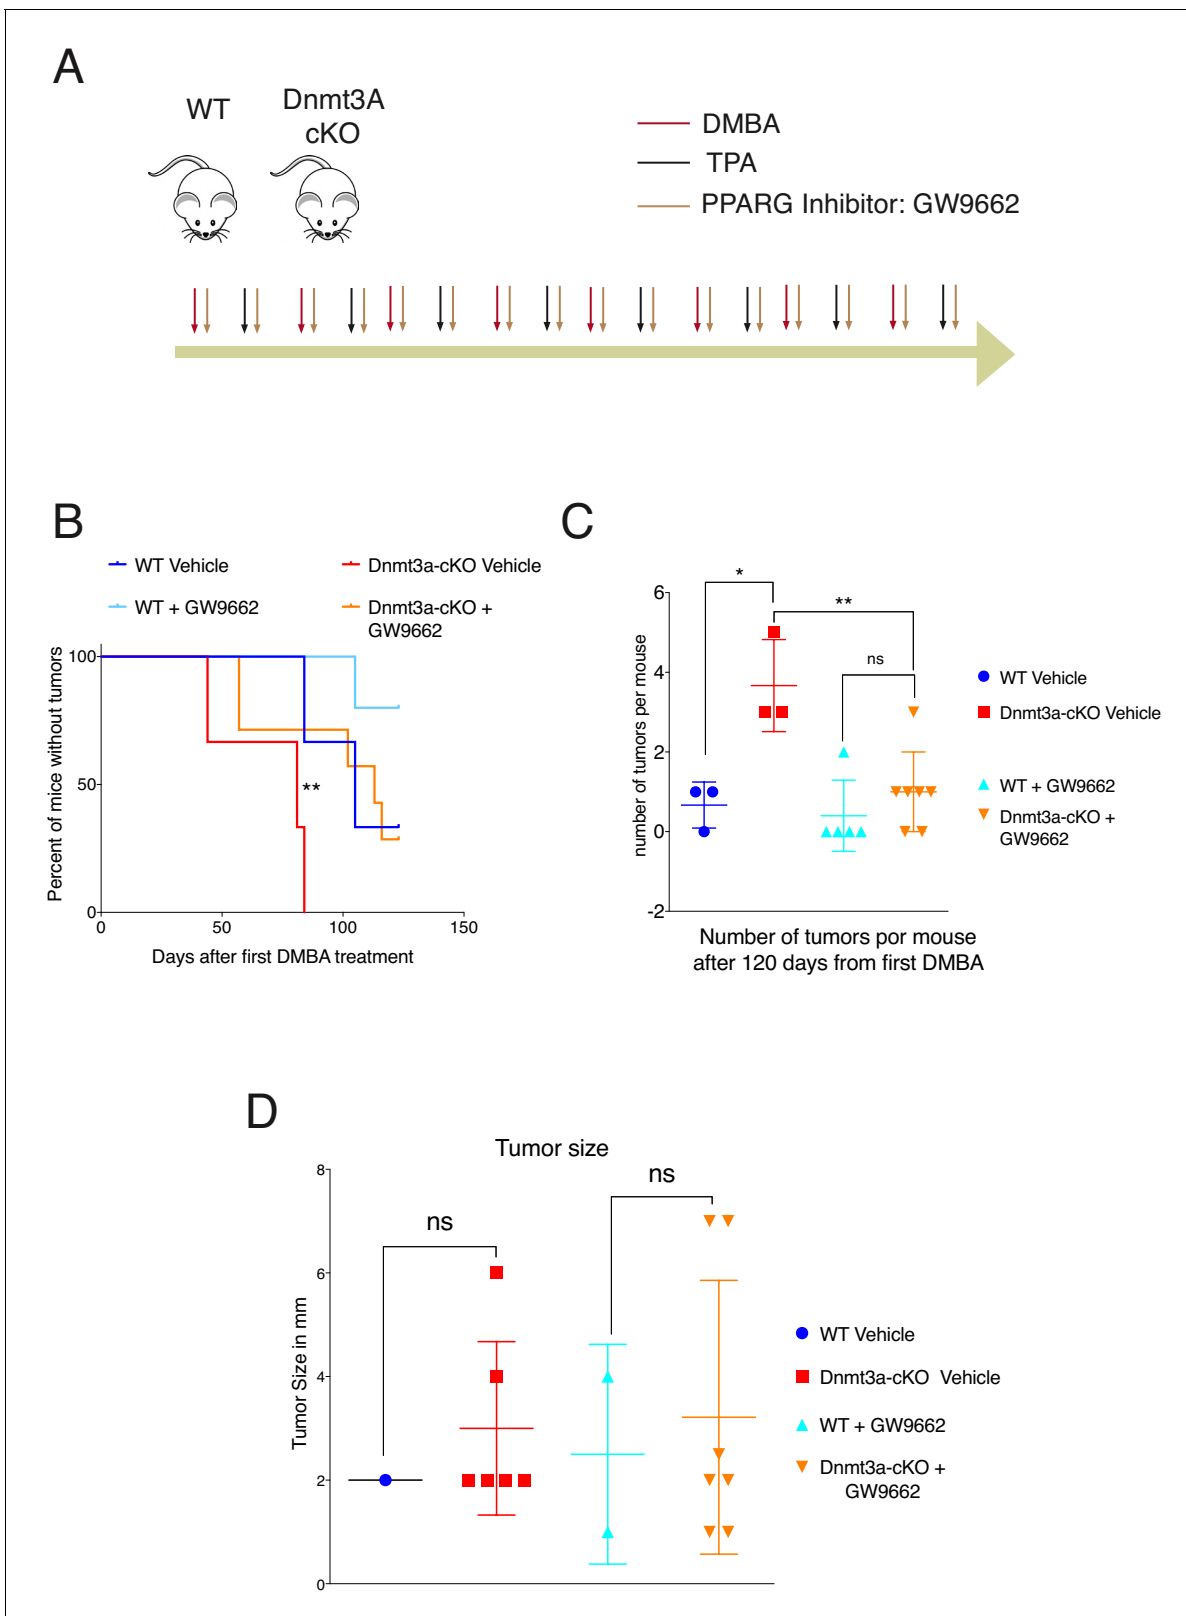 A
WT
Dnmt3A
cKO
DMBA
TPA
PPARG Inhibitor: GW9662
B
WT Vehicle
Dnmt3a-cKO Vehicle
WT + GW9662
Dnmt3a-cKO +
GW9662
Percent of mice without tumors
100
50
0
**
0
50
100
150
Days after first DMBA treatment
C
number of tumors per mouse
6
4
2
0
-2
*
**
ns
WT Vehicle
Dnmt3a-cKO Vehicle
WT + GW9662
Dnmt3a-cKO +
GW9662
Number of tumors por mouse
after 120 days from first DMBA
D
Tumor size
Tumor Size in mm
8
6
4
2
0
ns
ns
WT Vehicle
Dnmt3a-cKO Vehicle
WT + GW9662
Dnmt3a-cKO +
GW9662